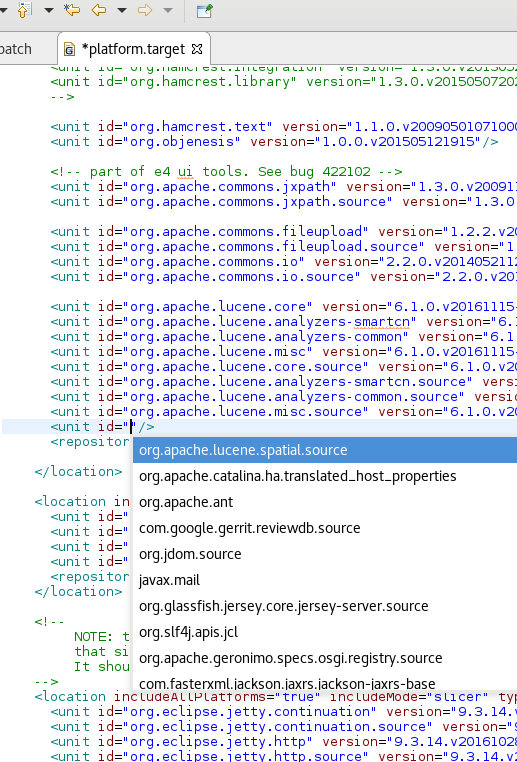 patch
*platform.target
<unit id="org.hamcrest.integration" version="1.3.0.v201505
<unit id="org.hamcrest.library" version="1.3.0.v2015050720
-->
<unit id="org.hamcrest.text" version="1.1.0.v2009050107100
<unit id="org.objenesis" version="1.0.0.v201505121915"/>
<!-- part of e4 ui tools. See bug 422102 -->
<unit id="org.apache.commons.jxpath" version="1.3.0.v20091
<unit id="org.apache.commons.jxpath.source" version="1.3.0
<unit id="org.apache.commons.fileupload" version="1.2.2.v2
<unit id="org.apache.commons.fileupload.source" version="1
<unit id="org.apache.commons.io" version="2.2.0.v201405211
<unit id="org.apache.commons.io.source" version="2.2.0.v201
<unit id="org.apache.lucene.core" version="6.1.0.v20161115-
<unit id="org.apache.lucene.analyzers-smartcn" version="6.1
<unit id="org.apache.lucene.analyzers-common" version="6.1.
<unit id="org.apache.lucene.misc" version="6.1.0.v20161115-
<unit id="org.apache.lucene.core.source" version="6.1.0.v20
<unit id="org.apache.lucene.analyzers-smartcn.source" versi
<unit id="org.apache.lucene.analyzers-common.source" versio
<unit id="org.apache.lucene.misc.source" version="6.1.0.v20
<unit id=""/>
<repositor
org.apache.lucene.spatial.source
</location>
org.apache.catalina.ha.translated_host_properties
<location in
org.apache.ant
<unit id="
<unit id="
com.google.gerrit.reviewdb.source
<unit id="
org.jdom.source
<unit id="
<repositor
javax.mail
</location>
org.glassfish.jersey.core.jersey-server.source
<!--
NOTE: t
org.slf4j.apis.jcl
that si
It shou
org.apache.geronimo.specs.osgi.registry.source
-->
com.fasterxml.jackson.jaxrs.jackson-jaxrs-base
<location includeAllPlatforms="true" includeMode="slicer" typ
<unit id="org.eclipse.jetty.continuation" version="9.3.14.v
<unit id="org.eclipse.jetty.continuation.source" version="9
<unit id="org.eclipse.jetty.http" version="9.3.14.v20161028
<unit id="org.eclipse.jetty.http.source" version="9.3.14.v2